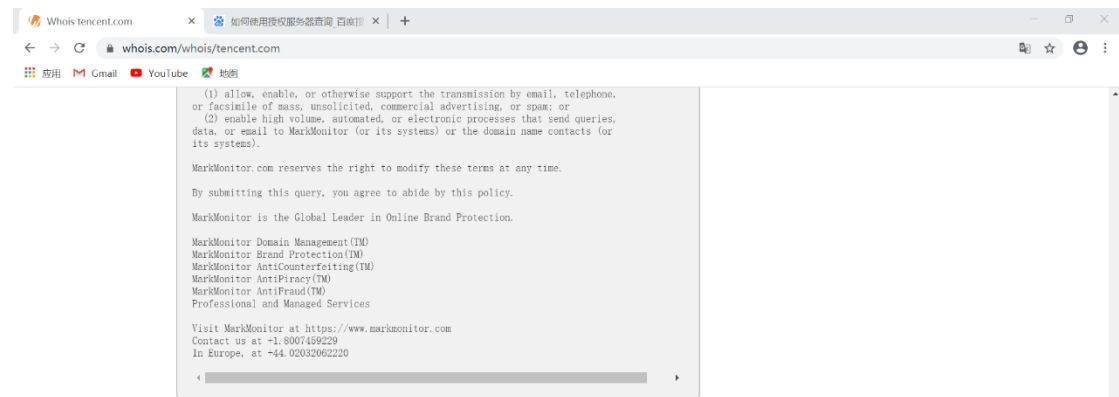 Whois tencent.com
如何使用授权服务器查询_百度搜
whois.com/whois/tencent.com
应用 Gmail YouTube 地图
(1) allow, enable, or otherwise support the transmission by email, telephone,
or facsimile of mass, unsolicited, commercial advertising, or spam; or
(2) enable high volume, automated, or electronic processes that send queries,
data, or email to MarkMonitor (or its systems) or the domain name contacts (or
its systems).
MarkMonitor.com reserves the right to modify these terms at any time.
By submitting this query, you agree to abide by this policy.
MarkMonitor is the Global Leader in Online Brand Protection.
MarkMonitor Domain Management(TM)
MarkMonitor Brand Protection(TM)
MarkMonitor AntiCounterfeiting(TM)
MarkMonitor AntiPiracy(TM)
MarkMonitor AntiFraud(TM)
Professional and Managed Services
Visit MarkMonitor at https://www.markmonitor.com
Contact us at +1.8007459229
In Europe, at +44.02032062220